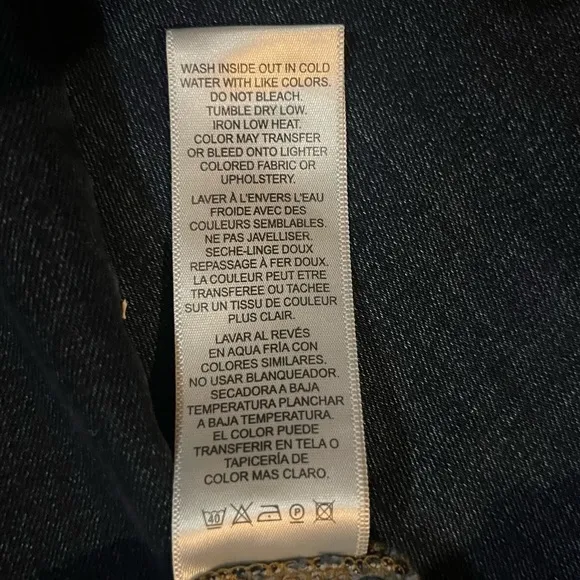 WASH INSIDE OUT IN COLD
WATER WITH LIKE COLORS.
DO NOT BLEACH.
TUMBLE DRY LOW.
IRON LOW HEAT.
COLOR MAY TRANSFER
OR BLEED ONTO LIGHTER
COLORED FABRIC OR
UPHOLSTERY.
LAVER À L'ENVERS L'EAU
FROIDE AVEC DES
COULEURS SEMBLABLES.
NE PAS JAVELLISER.
SECHE-LINGE DOUX
REPASSAGE À FER DOUX.
LA COULEUR PEUT ETRE
TRANSFEREE OU TACHEE
SUR UN TISSU DE COULEUR
PLUS CLAIR.
LAVAR AL REVÉS
EN AQUA FRÍA CON
COLORES SIMILARES.
NO USAR BLANQUEADOR.
SECADORA A BAJA
TEMPERATURA PLANCHAR
A BAJA TEMPERATURA.
EL COLOR PUEDE
TRANSFERIR EN TELA O
TAPICERÍA DE
COLOR MAS CLARO.
40 P